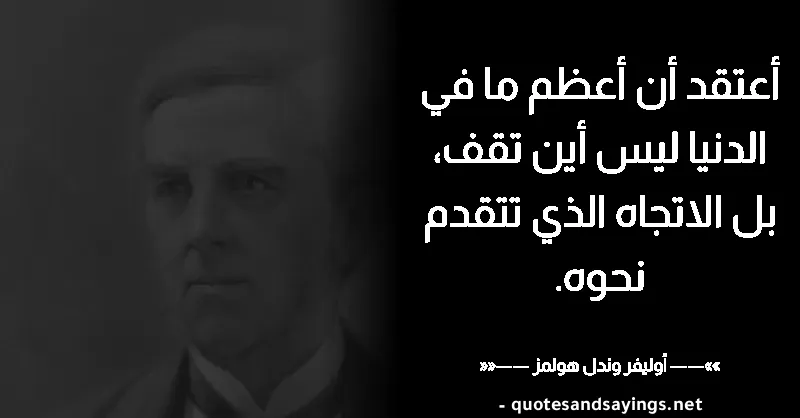 أعتقد أن أعظم ما في
الدنيا ليس أين تقف،
بل الاتجاه الذي تتقدم
نحوه.
»»—— أوليفر وندل هولمز ——««
- quotesandsayings.net